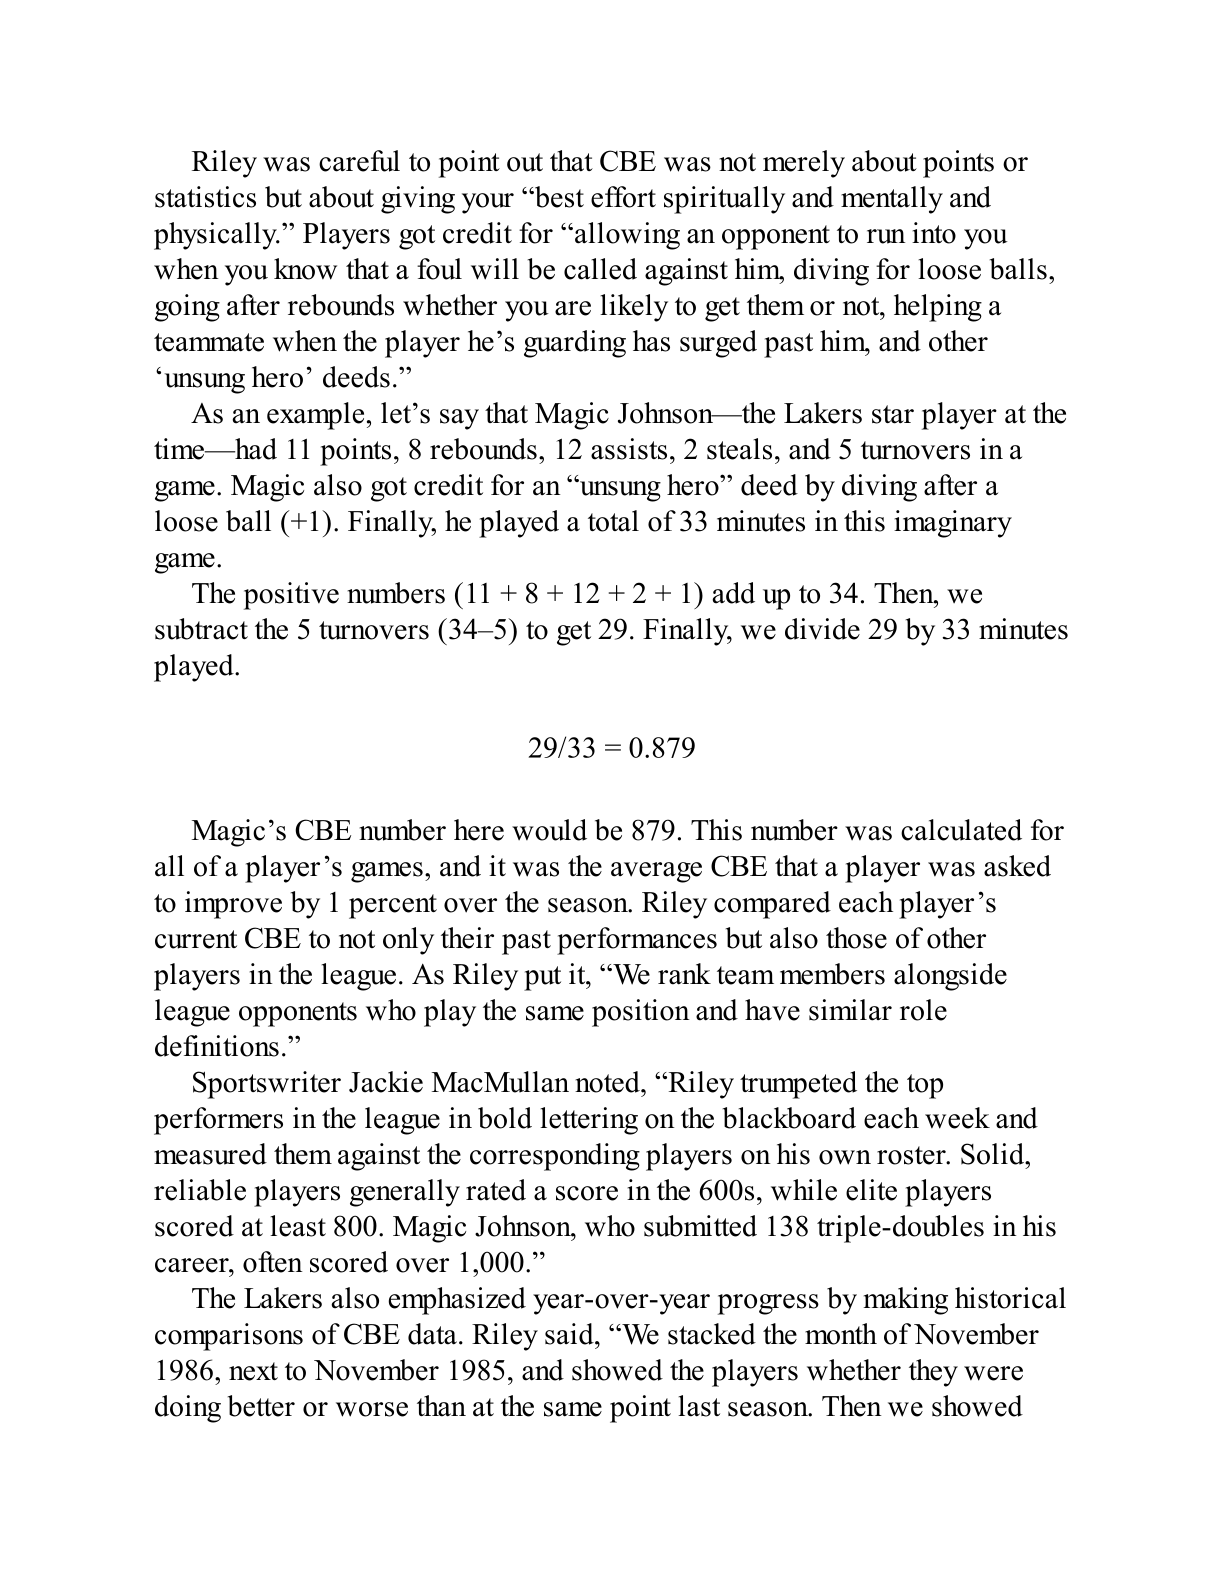 Riley was careful to point out that CBE was not merely about points or
statistics but about giving your “best effort spiritually and mentally and
physically.” Players got credit for “allowing an opponent to run into you
when you know that a foul will be called against him, diving for loose balls,
going after rebounds whether you are likely to get them or not, helping a
teammate when the player he’s guarding has surged past him, and other
‘unsung hero’ deeds.”
As an example, let’s say that Magic Johnson—the Lakers star player at the
time—had 11 points, 8 rebounds, 12 assists, 2 steals, and 5 turnovers in a
game. Magic also got credit for an “unsung hero” deed by diving after a
loose ball (+1). Finally, he played a total of 33 minutes in this imaginary
game.
The positive numbers (11 + 8 + 12 + 2 + 1) add up to 34. Then, we
subtract the 5 turnovers (34–5) to get 29. Finally, we divide 29 by 33 minutes
played.
29/33 = 0.879
Magic’s CBE number here would be 879. This number was calculated for
all of a player’s games, and it was the average CBE that a player was asked
to improve by 1 percent over the season. Riley compared each player’s
current CBE to not only their past performances but also those of other
players in the league. As Riley put it, “We rank team members alongside
league opponents who play the same position and have similar role
definitions.”
Sportswriter Jackie MacMullan noted, “Riley trumpeted the top
performers in the league in bold lettering on the blackboard each week and
measured them against the corresponding players on his own roster. Solid,
reliable players generally rated a score in the 600s, while elite players
scored at least 800. Magic Johnson, who submitted 138 triple-doubles in his
career, often scored over 1,000.”
The Lakers also emphasized year-over-year progress by making historical
comparisons of CBE data. Riley said, “We stacked the month of November
1986, next to November 1985, and showed the players whether they were
doing better or worse than at the same point last season. Then we showed